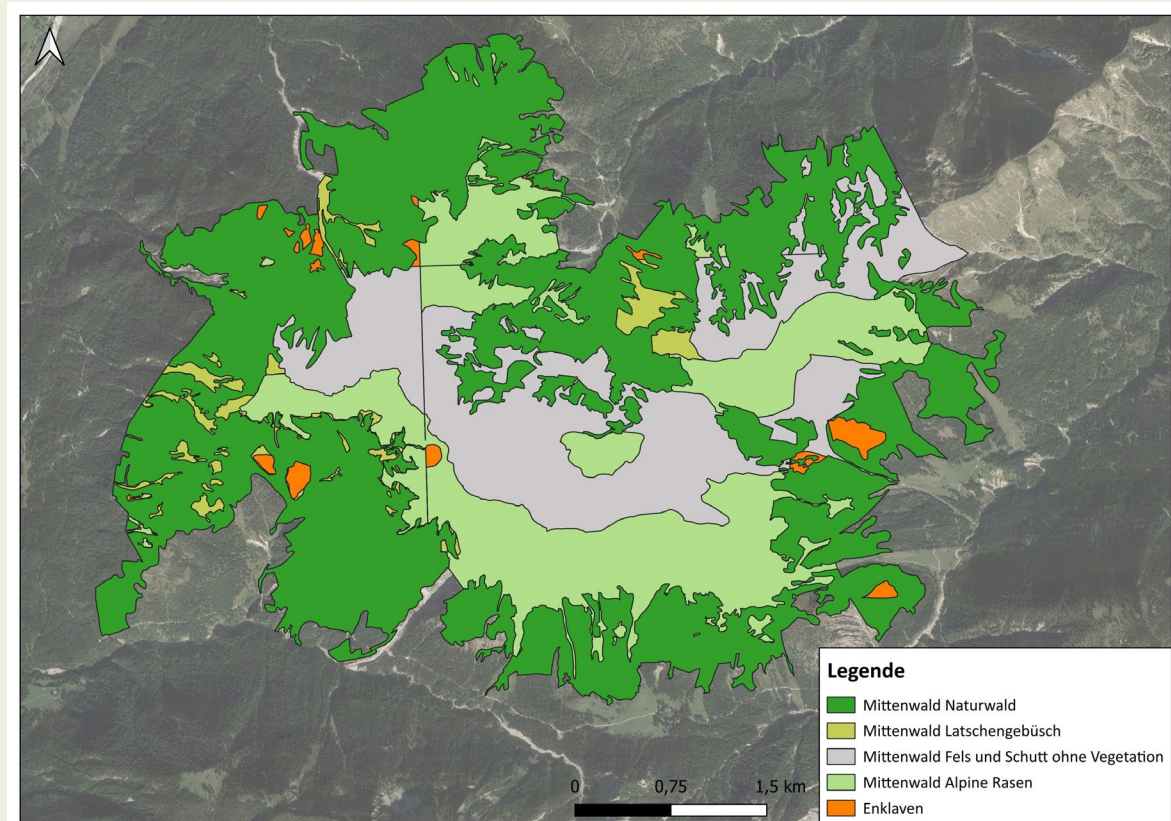 0 0,75 1,5 km
Legende
Mittenwald Naturwald
Mittenwald Latschengebüsch
Mittenwald Fels und Schutt ohne Vegetation
Mittenwald Alpine Rasen
Enklaven